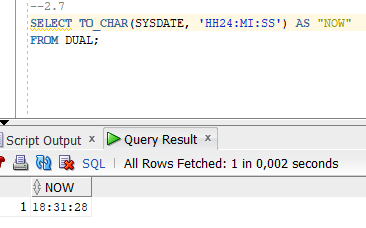 --2.7
SELECT TO_CHAR(SYSDATE, 'HH24:MI:SS') AS "NOW"
FROM DUAL;
Script Output x Query Result x
SQL | All Rows Fetched: 1 in 0,002 seconds
NOW
1 18:31:28